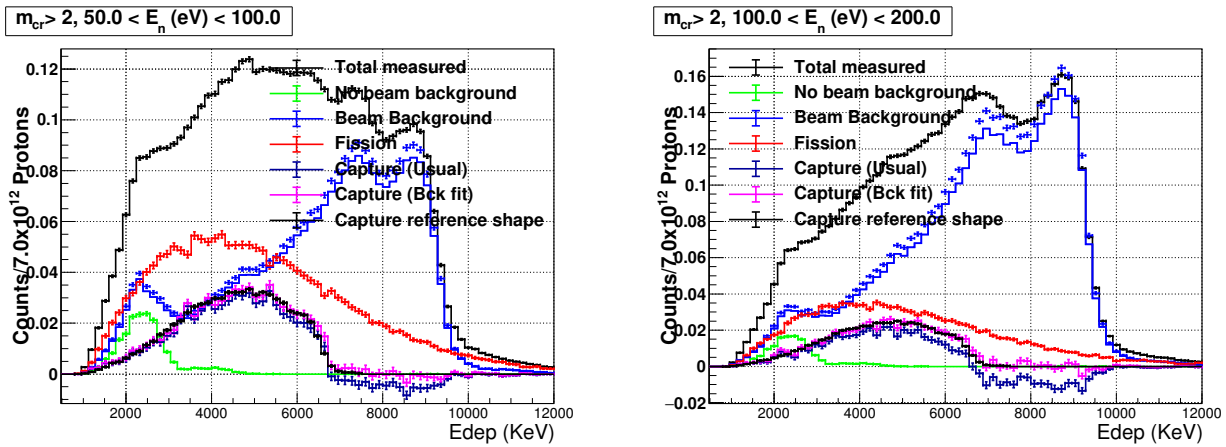 m_cr > 2, 50.0 < E_n (eV) < 100.0
Counts/7.0x10^12 Protons
0.12
0.1
0.08
0.06
0.04
0.02
0
Total measured
No beam background
Beam Background
Fission
Capture (Usual)
Capture (Bck fit)
Capture reference shape
2000 4000 6000 8000 10000 12000
Edep (KeV)
m_cr > 2, 100.0 < E_n (eV) < 200.0
Counts/7.0x10^12 Protons
0.16
0.14
0.12
0.1
0.08
0.06
0.04
0.02
0
−0.02
Total measured
No beam background
Beam Background
Fission
Capture (Usual)
Capture (Bck fit)
Capture reference shape
2000 4000 6000 8000 10000 12000
Edep (KeV)